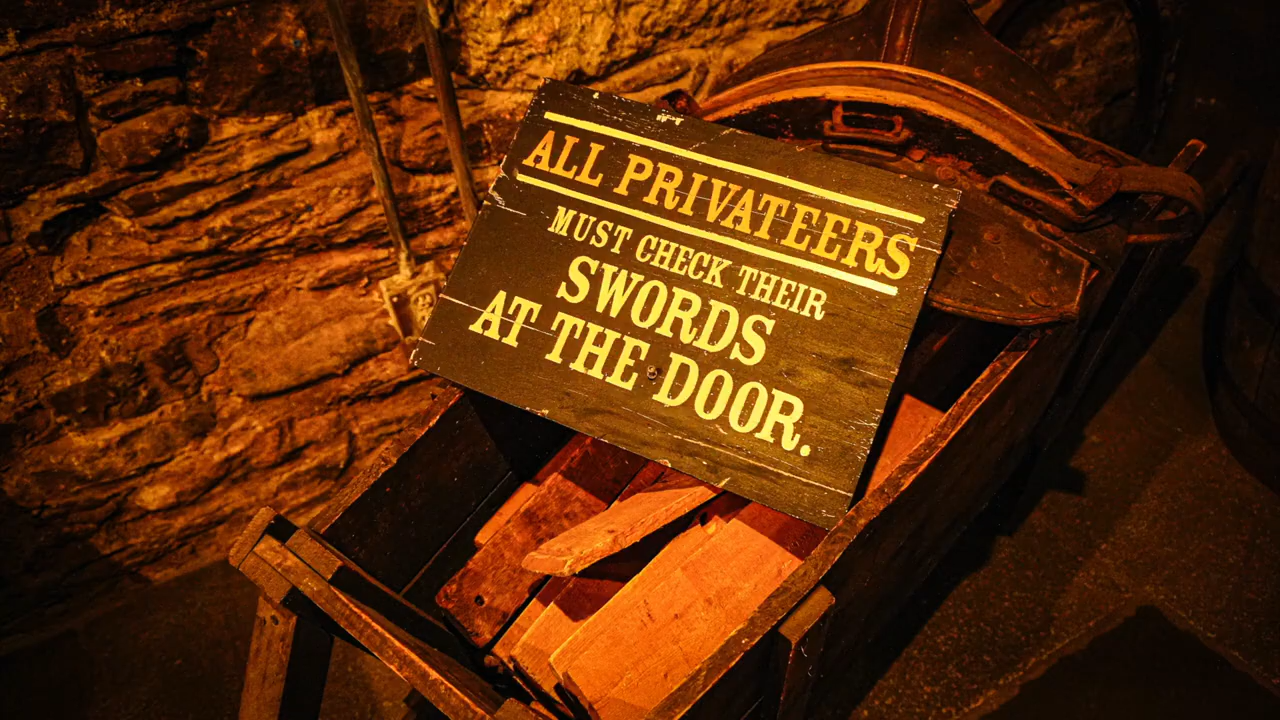 ALL PRIVATEERS
MUST CHECK THEIR
SWORDS
AT THE DOOR.